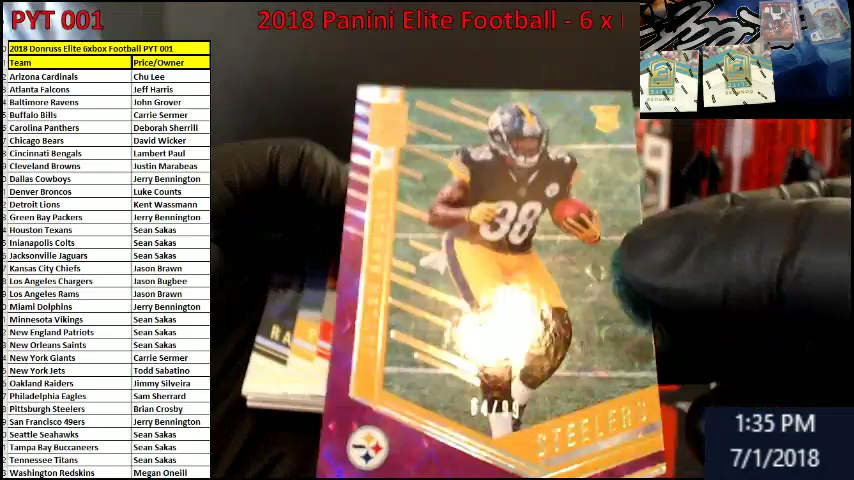 PYT 001
2018 Panini Elite Football - 6 x
2018 Donruss Elite 6xbox Football PYT 001
Team Price/Owner
Arizona Cardinals Chu Lee
Atlanta Falcons Jeff Harris
Baltimore Ravens John Grover
Buffalo Bills Carrie Sermer
Carolina Panthers Deborah Sherrill
Chicago Bears David Wicker
Cincinnati Bengals Lambert Paul
Cleveland Browns Justin Marabeas
Dallas Cowboys Jerry Bennington
Denver Broncos Luke Counts
Detroit Lions Kent Wassmann
Green Bay Packers Jerry Bennington
Houston Texans Sean Sakas
Inianapolis Colts Sean Sakas
Jacksonville Jaguars Sean Sakas
Kansas City Chiefs Jason Brawn
Los Angeles Chargers Jason Bugbee
Los Angeles Rams Jason Brawn
Miami Dolphins Jerry Bennington
Minnesota Vikings Sean Sakas
New England Patriots Sean Sakas
New Orleans Saints Sean Sakas
New York Giants Carrie Sermer
New York Jets Todd Sabatino
Oakland Raiders Jimmy Silveira
Philadelphia Eagles Sam Sherrard
Pittsburgh Steelers Brian Crosby
San Francisco 49ers Jerry Bennington
Seattle Seahawks Sean Sakas
Tampa Bay Buccaneers Sean Sakas
Tennessee Titans Sean Sakas
Washington Redskins Megan Oneill
38
64/99
STEELERS
RA
ELITE
1:35 PM
7/1/2018